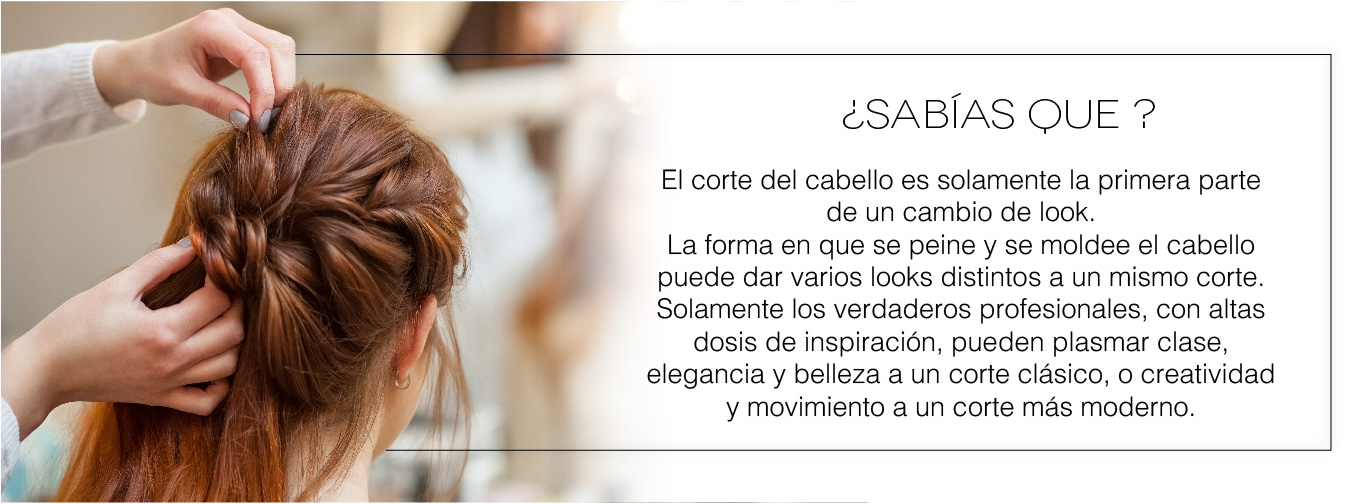 ¿SABÍAS QUE ?
El corte del cabello es solamente la primera parte
de un cambio de look.
La forma en que se peine y se moldee el cabello
puede dar varios looks distintos a un mismo corte.
Solamente los verdaderos profesionales, con altas
dosis de inspiración, pueden plasmar clase,
elegancia y belleza a un corte clásico, o creatividad
y movimiento a un corte más moderno.